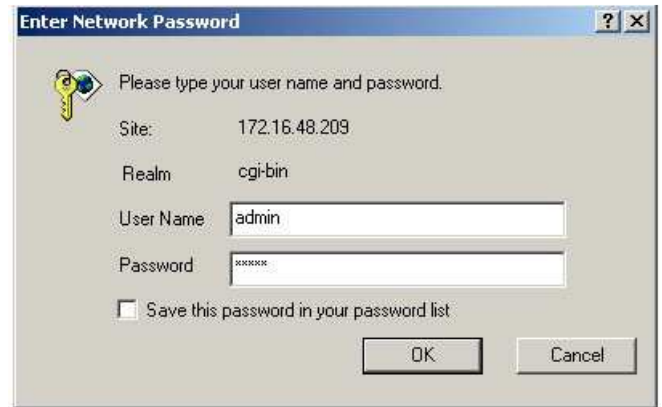 Enter Network Password
Please type your user name and password.
Site: 172.16.48.209
Realm cgi-bin
User Name admin
Password xxxxx
Save this password in your password list
OK Cancel